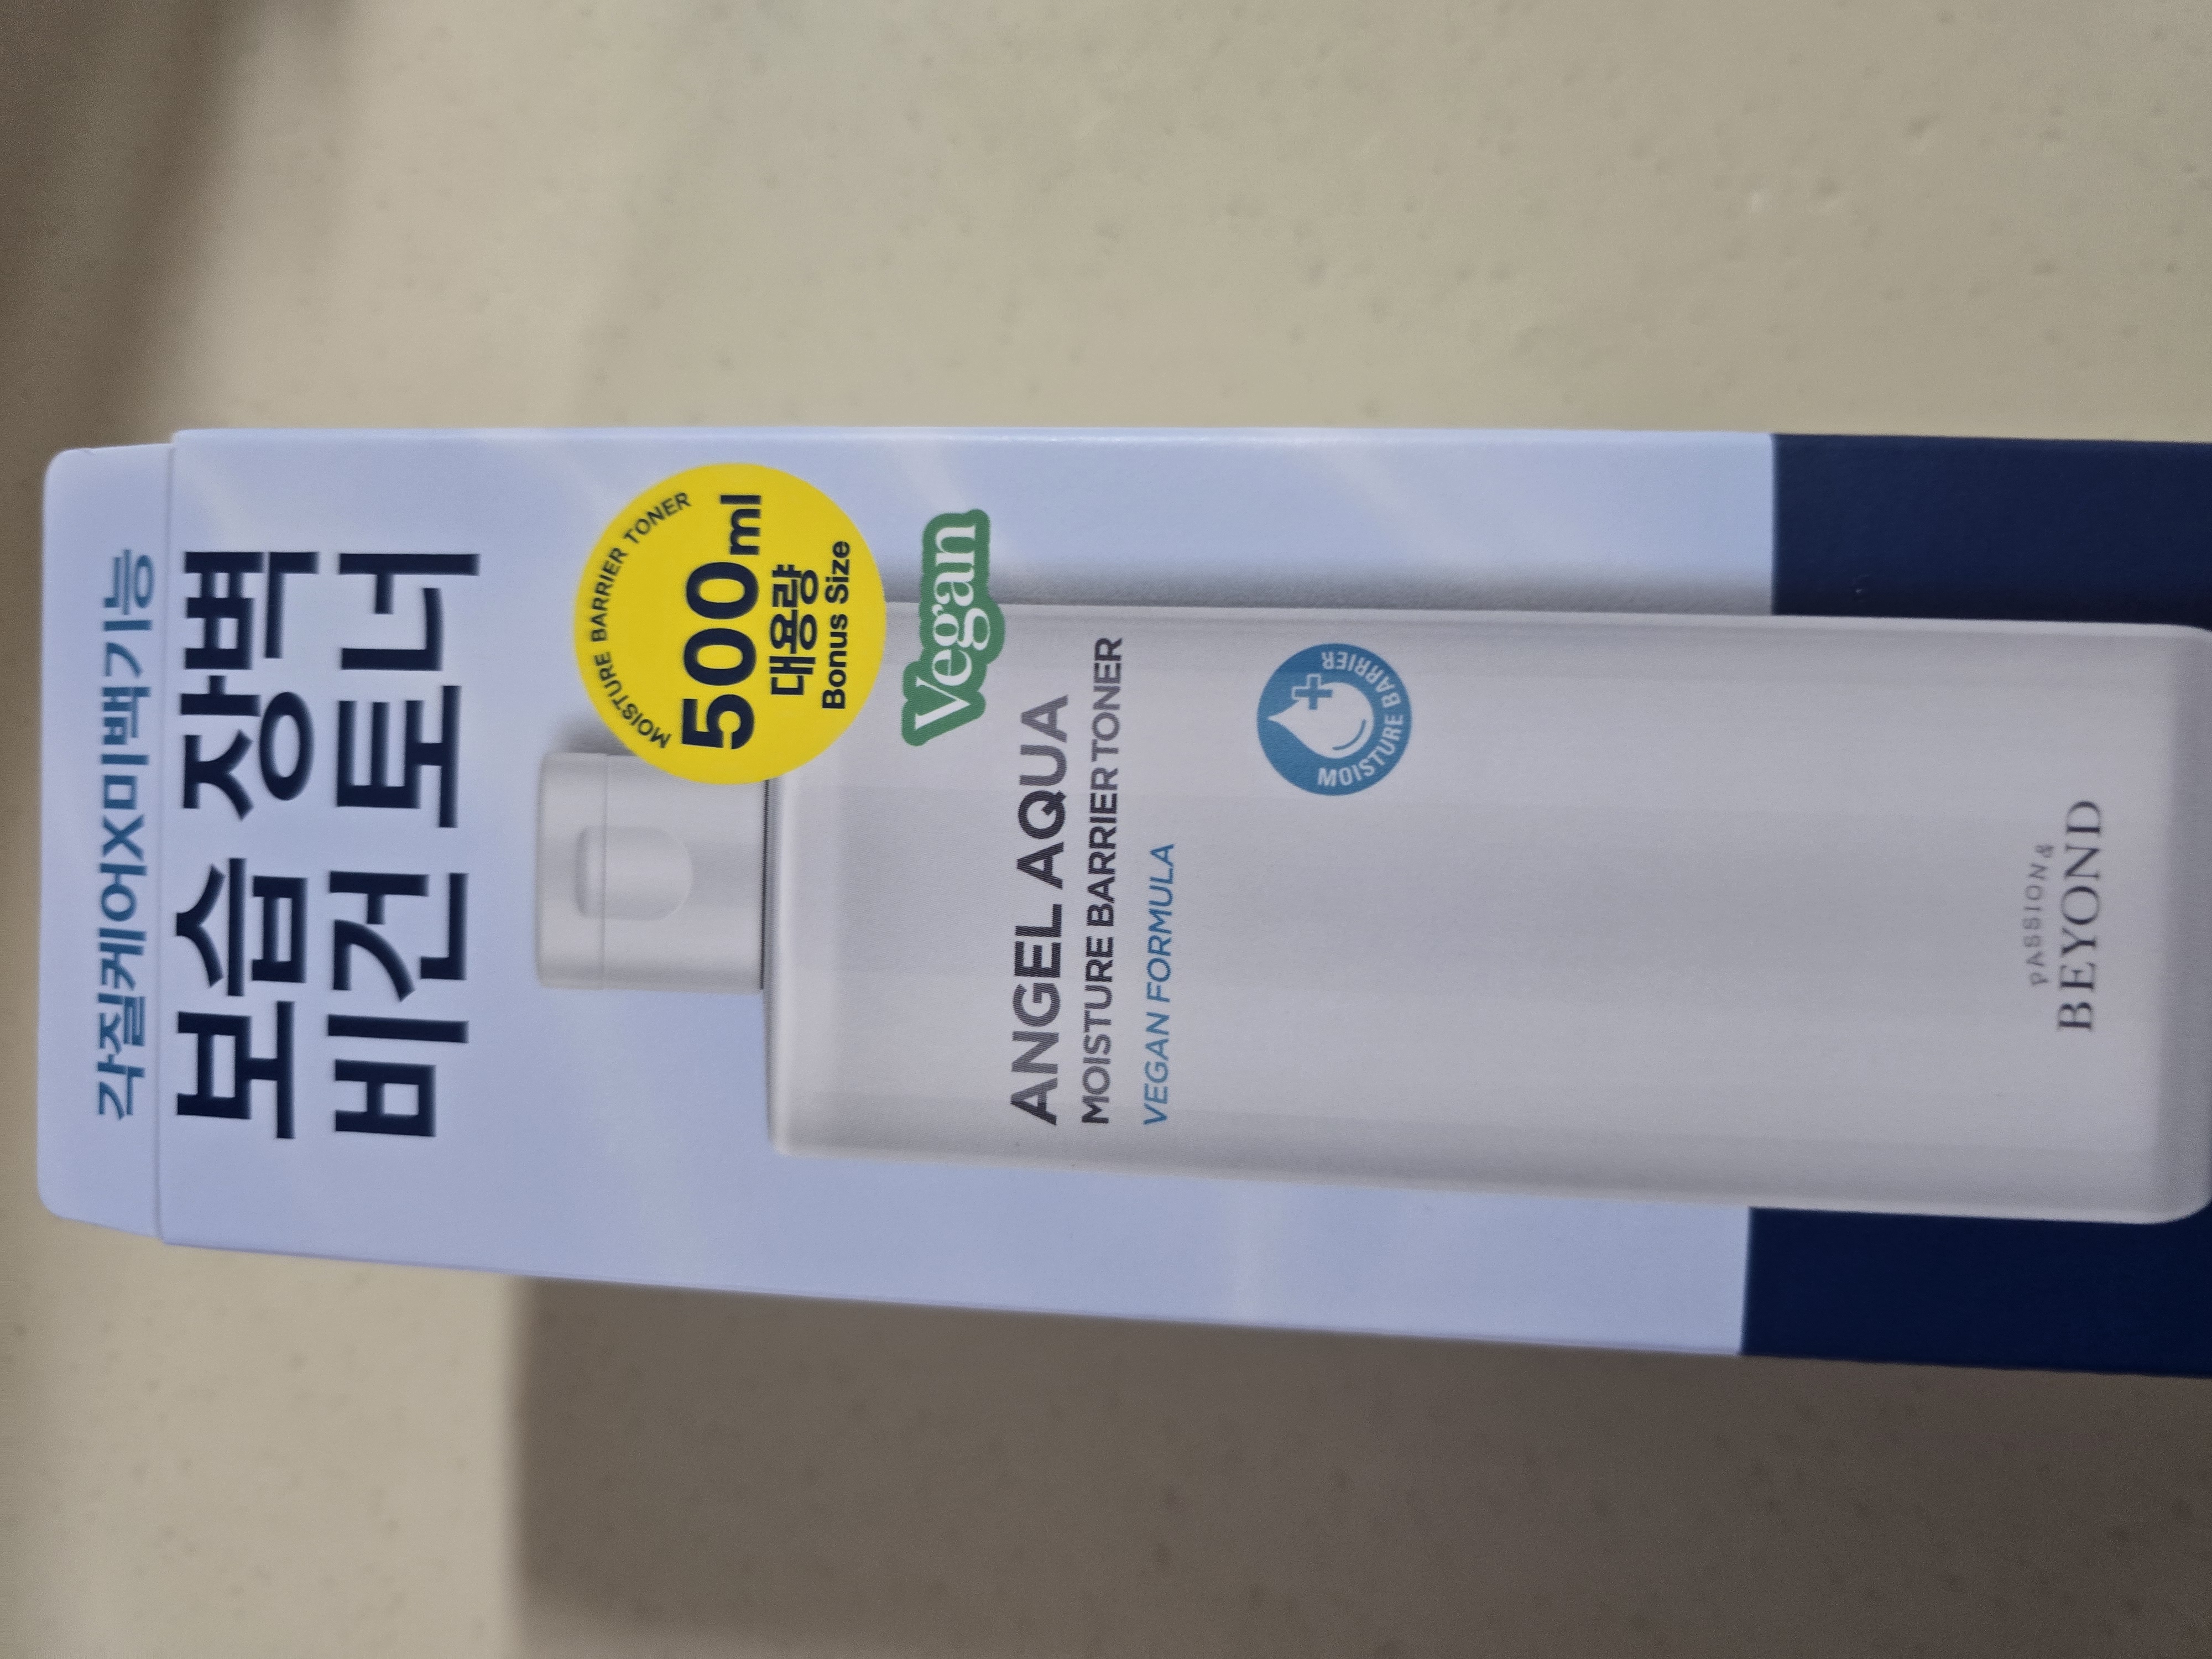 각질케어X미백기능
보습 장벽
비건 토너
MOISTURE BARRIER TONER
500ml
대용량
Bonus Size
Vegan
ANGEL AQUA
MOISTURE BARRIER TONER
VEGAN FORMULA
MOISTURE BARRIER
PASSION&
BEYOND